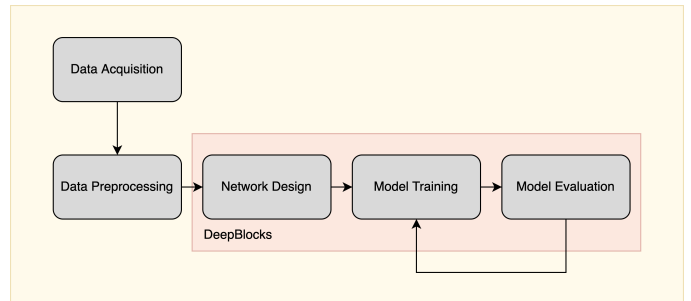 Data Acquisition
Data Preprocessing
Network Design
Model Training
Model Evaluation
DeepBlocks